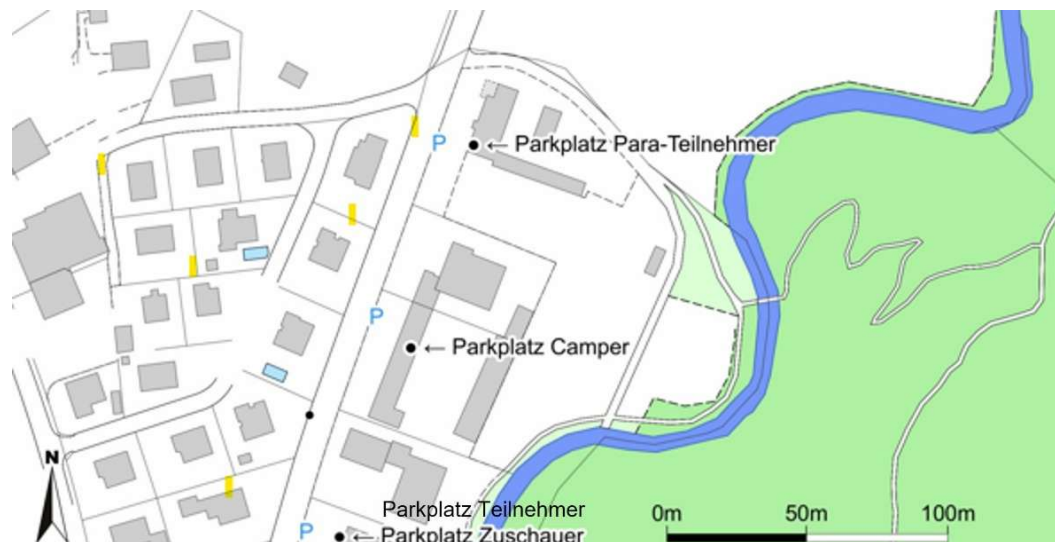 P
← Parkplatz Para-Teilnehmer
P
← Parkplatz Camper
N
Parkplatz Teilnehmer
0m 50m 100m
P
← Parkplatz Zuschauer